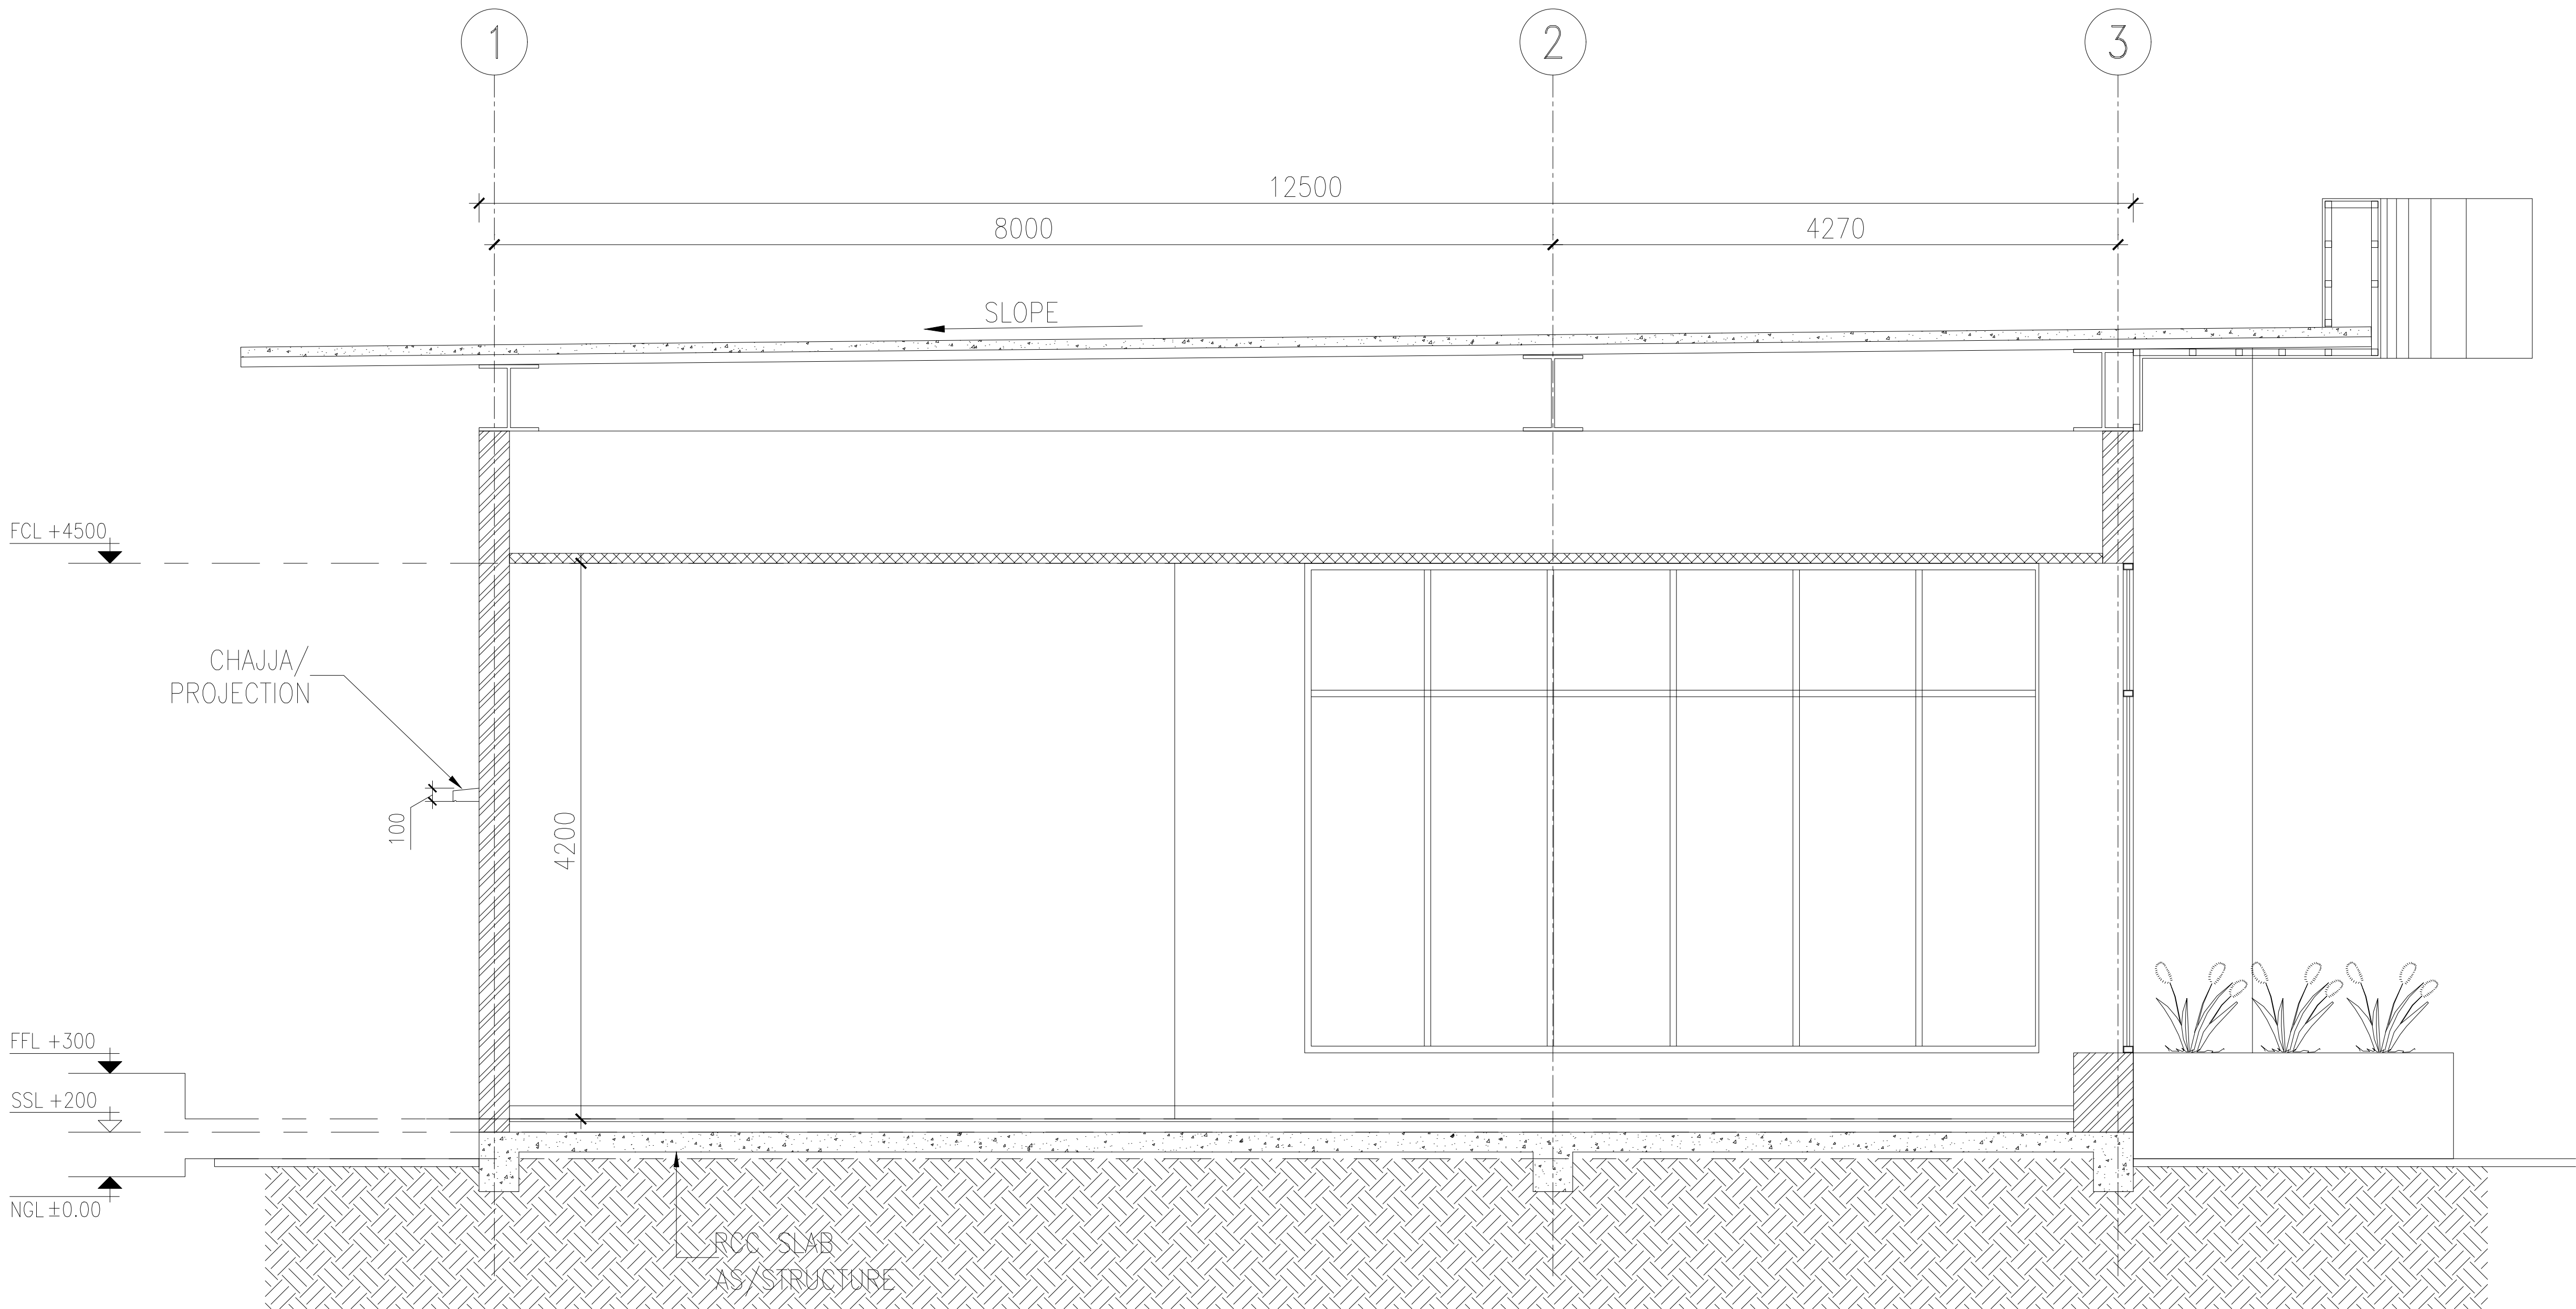 1
2
3
12500
8000
4270
SLOPE
FCL +4500
CHAJJA/
PROJECTION
100
4200
FFL +300
SSL +200
NGL ±0.00
RCC SLAB
AS/STRUCTURE